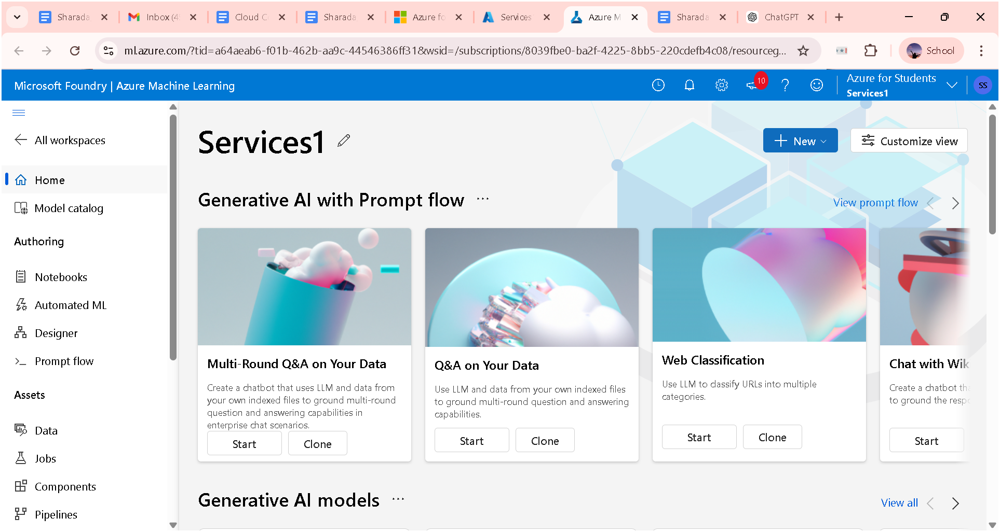 Sharada
Inbox (4
Cloud C
Sharada
Azure fo
Services
Azure M
Sharada
ChatGPT
ml.azure.com/?tid=a64aeab6-f01b-462b-aa9c-44546386ff31&wsid=/subscriptions/8039fbe0-ba2f-4225-8bb5-220cdefb4c08/resourceg...
School
Microsoft Foundry | Azure Machine Learning
10
Azure for Students
Services1
SS
All workspaces
Home
Model catalog
Authoring
Notebooks
Automated ML
Designer
Prompt flow
Assets
Data
Jobs
Components
Pipelines
Services1
New
Customize view
Generative AI with Prompt flow ...
View prompt flow
Multi-Round Q&A on Your Data
Create a chatbot that uses LLM and data from
your own indexed files to ground multi-round
question and answering capabilities in
enterprise chat scenarios.
Start
Clone
Q&A on Your Data
Use LLM and data from your own indexed files
to ground multi-round question and answering
capabilities.
Start
Clone
Web Classification
Use LLM to classify URLs into multiple
categories.
Start
Clone
Chat with Wik
Create a chatbot tha
to ground the respo
Start
Generative AI models ...
View all